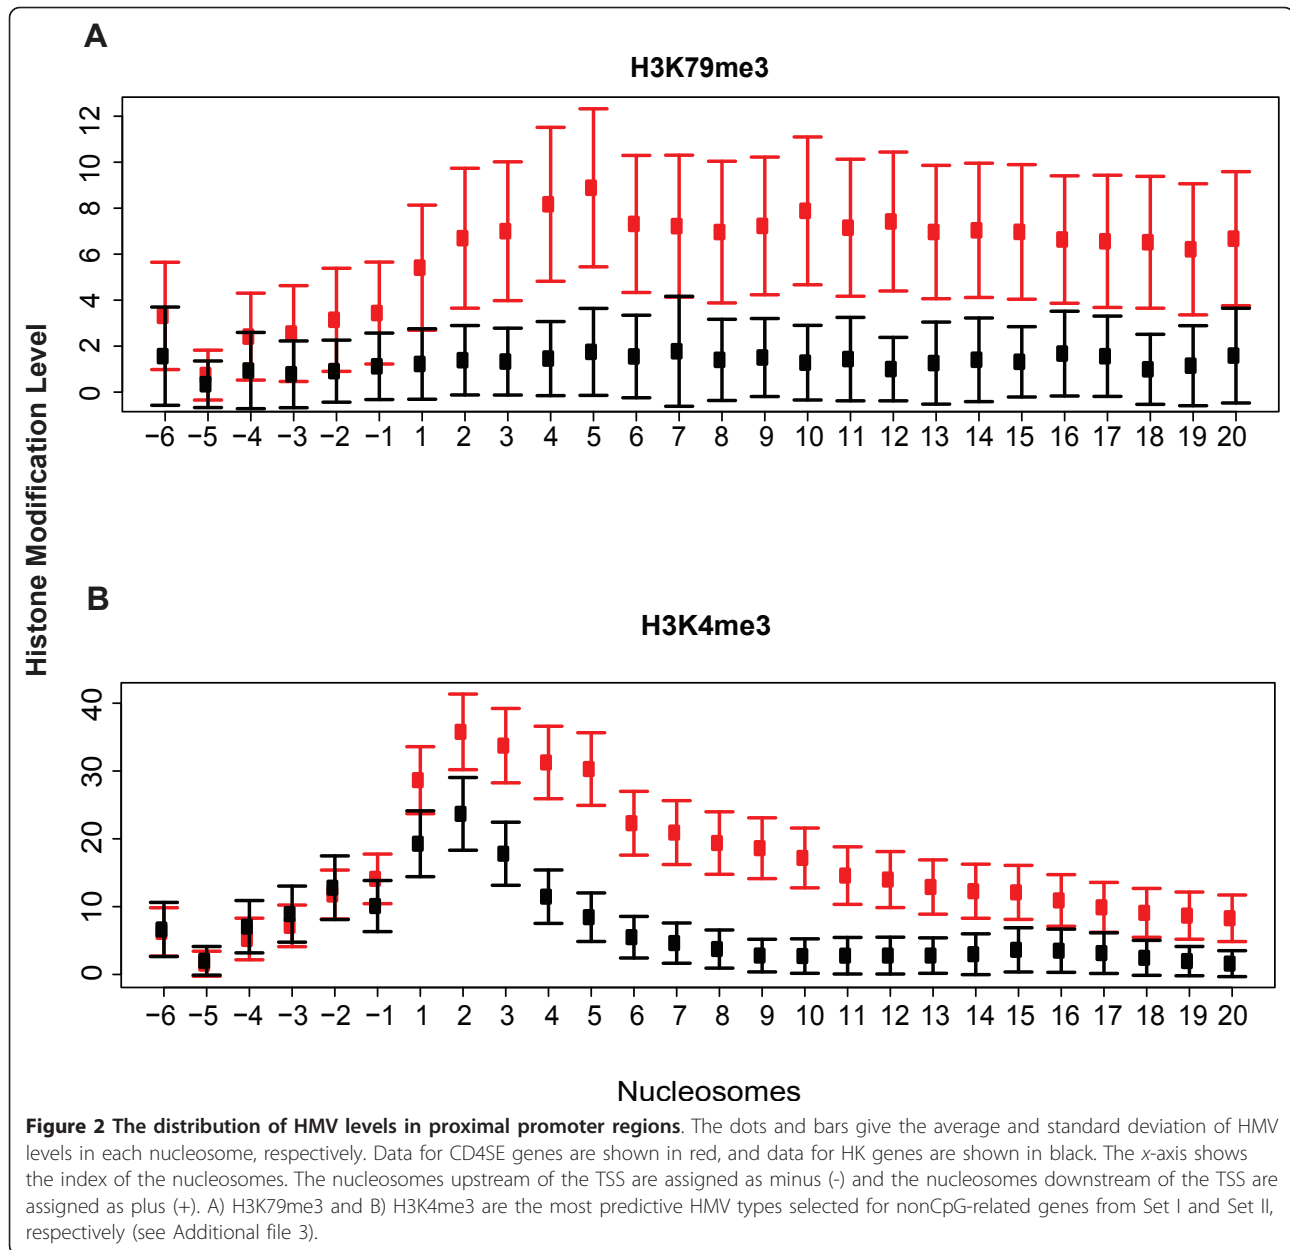 A
H3K79me3
Histone Modification Level
12
10
8
6
4
2
0
−6 −5 −4 −3 −2 −1 1 2 3 4 5 6 7 8 9 10 11 12 13 14 15 16 17 18 19 20
B
H3K4me3
40
30
20
10
0
−6 −5 −4 −3 −2 −1 1 2 3 4 5 6 7 8 9 10 11 12 13 14 15 16 17 18 19 20
Nucleosomes
Figure 2 The distribution of HMV levels in proximal promoter regions. The dots and bars give the average and standard deviation of HMV
levels in each nucleosome, respectively. Data for CD4SE genes are shown in red, and data for HK genes are shown in black. The x-axis shows
the index of the nucleosomes. The nucleosomes upstream of the TSS are assigned as minus (-) and the nucleosomes downstream of the TSS are
assigned as plus (+). A) H3K79me3 and B) H3K4me3 are the most predictive HMV types selected for nonCpG-related genes from Set I and Set II,
respectively (see Additional file 3).